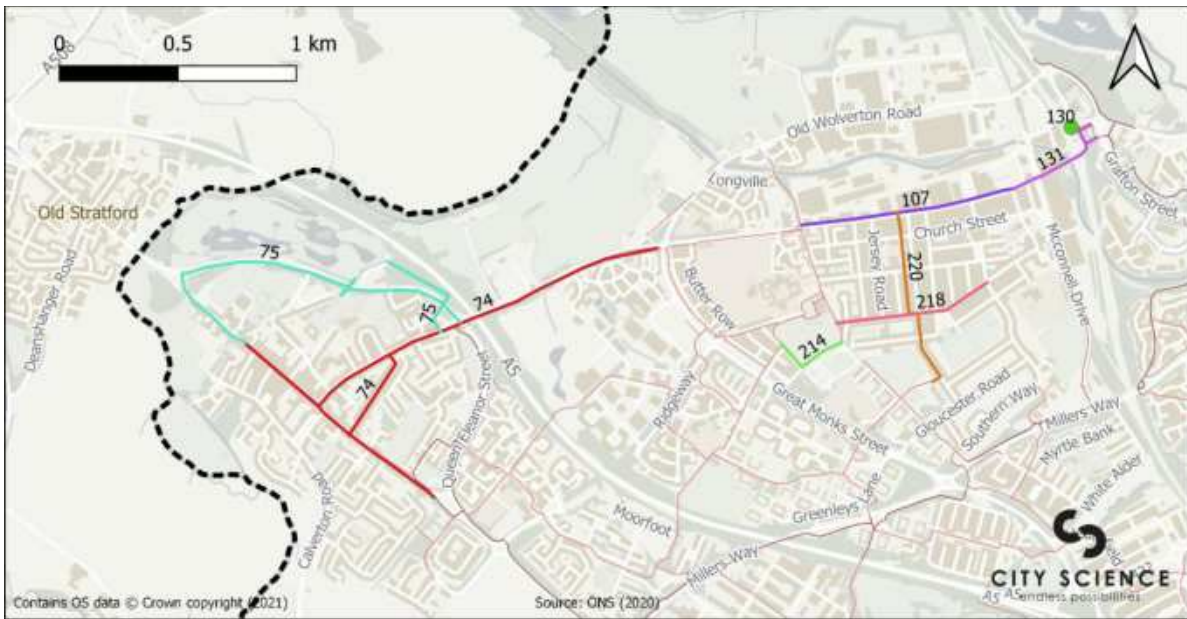 0 0.5 1 km
A508
130
Old Wolverton Road
131
Grafton Street
Longville
107
Church Street
Old Stratford
75
Jersey Road
220
Mcconnell Drive
Deanshanger Road
74
75
Butter Row
218
214
A5
74
Queen Eleanor Street
Ridgeway
Great Monks Street
Gloucester Road
Southern Way
Millers Way
Myrtle Bank
Calverton Road
Moorfoot
Greenleys Lane
White Alder
Millers Way
CITY SCIENCE
endless possibilities
A5 A5
Contains OS data © Crown copyright (2021)
Source: ONS (2020)